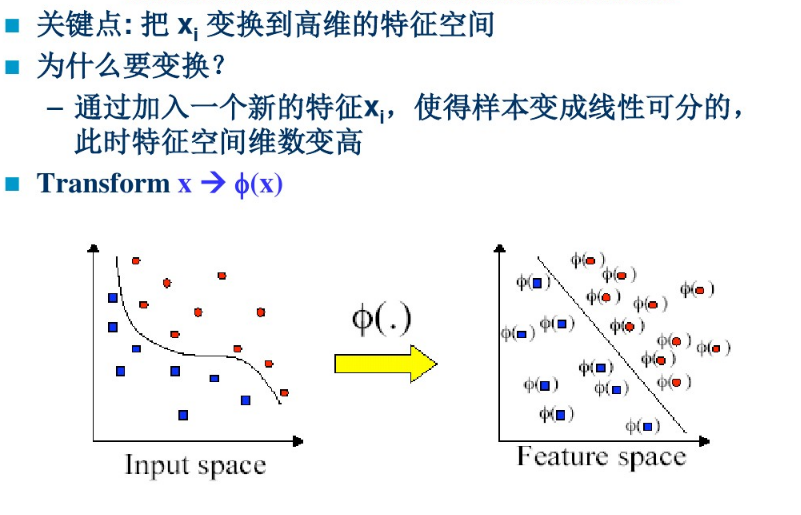 关键点: 把 xi 变换到高维的特征空间
为什么要变换？
– 通过加入一个新的特征xi，使得样本变成线性可分的，
此时特征空间维数变高
Transform x → ϕ(x)
ϕ(.)
Input space
ϕ( ) ϕ( )
ϕ( ) ϕ( ) ϕ( ) ϕ( )
ϕ( ) ϕ( ) ϕ( )
ϕ( ) ϕ( ) ϕ( )
ϕ( ) ϕ( )
ϕ( ) ϕ( ) ϕ( )
ϕ( ) ϕ( )
Feature space